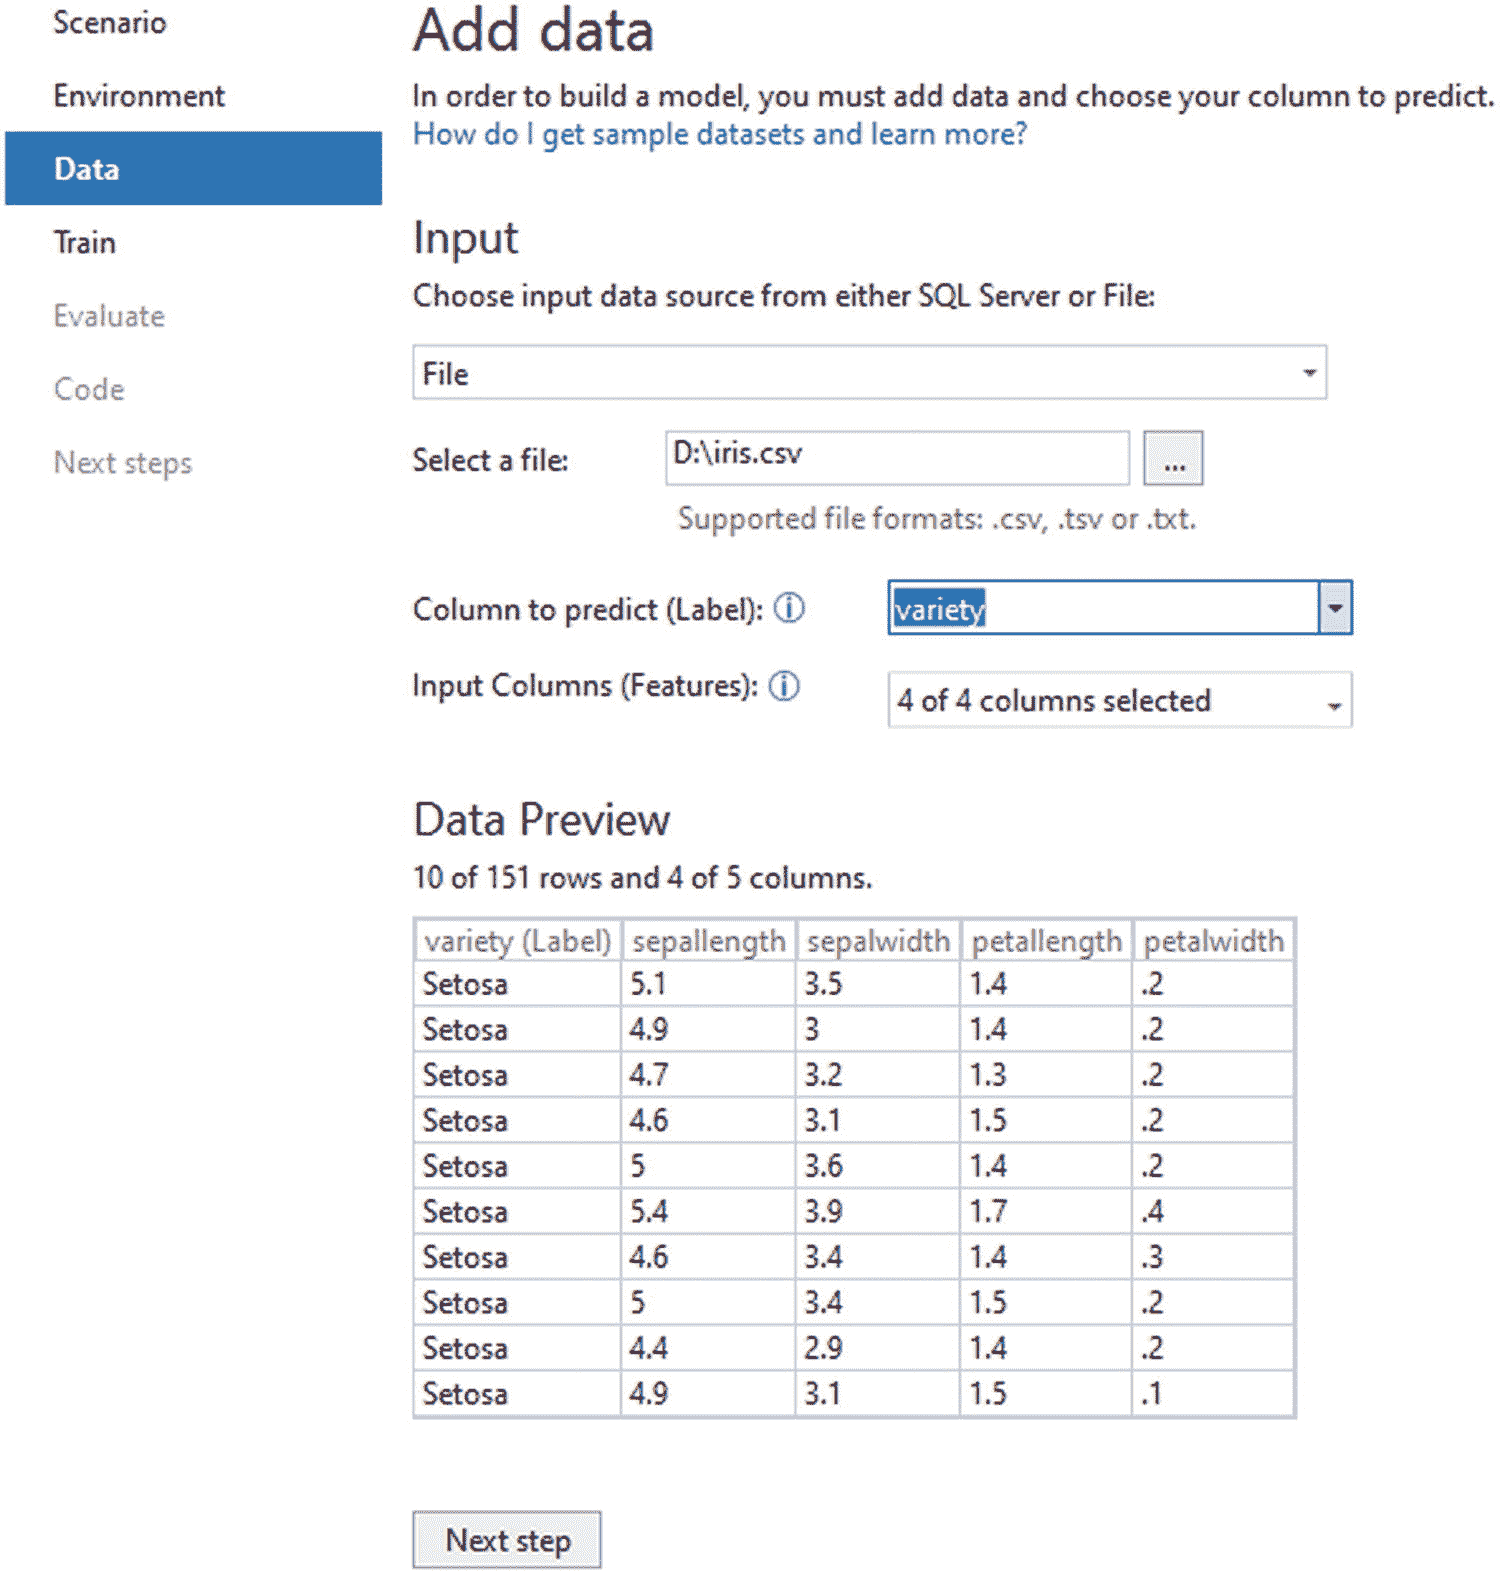 Scenario
Environment
Data
Train
Evaluate
Code
Next steps
Add data
In order to build a model, you must add data and choose your column to predict.
How do I get sample datasets and learn more?
Input
Choose input data source from either SQL Server or File:
File
Select a file: D:\iris.csv ...
Supported file formats: .csv, .tsv or .txt.
Column to predict (Label): variety
Input Columns (Features): 4 of 4 columns selected
Data Preview
10 of 151 rows and 4 of 5 columns.
variety (Label) sepallength sepalwidth petallength petalwidth
Setosa 5.1 3.5 1.4 .2
Setosa 4.9 3 1.4 .2
Setosa 4.7 3.2 1.3 .2
Setosa 4.6 3.1 1.5 .2
Setosa 5 3.6 1.4 .2
Setosa 5.4 3.9 1.7 .4
Setosa 4.6 3.4 1.4 .3
Setosa 5 3.4 1.5 .2
Setosa 4.4 2.9 1.4 .2
Setosa 4.9 3.1 1.5 .1
Next step